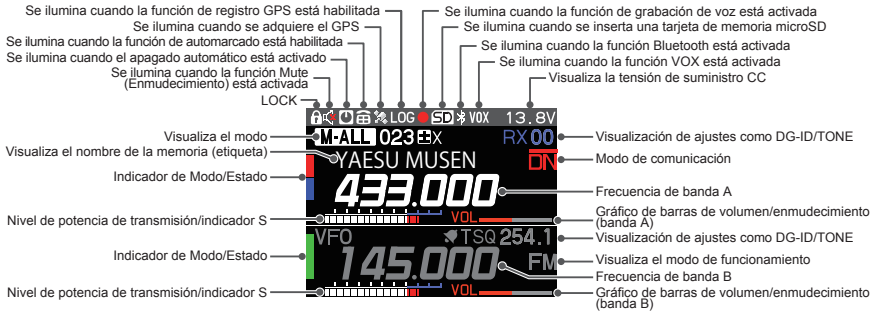 Se ilumina cuando la función de registro GPS está habilitada
Se ilumina cuando se adquiere el GPS
Se ilumina cuando la función de automarcado está habilitada
Se ilumina cuando el apagado automático está activado
Se ilumina cuando la función Mute
(Enmudecimiento) está activada
LOCK
Se ilumina cuando la función de grabación de voz está activada
Se ilumina cuando se inserta una tarjeta de memoria microSD
Se ilumina cuando la función Bluetooth está activada
Se ilumina cuando la función VOX está activada
Visualiza la tensión de suministro CC
LOG SD VOX 13.8V
Visualiza el modo
M-ALL 023 X RX 00
Visualización de ajustes como DG-ID/TONE
Visualiza el nombre de la memoria (etiqueta)
YAESU MUSEN DN
Modo de comunicación
Indicador de Modo/Estado
433.000
Frecuencia de banda A
Nivel de potencia de transmisión/indicador S
VOL
Gráfico de barras de volumen/enmudecimiento
(banda A)
VFO TSQ 254.1
Visualización de ajustes como DG-ID/TONE
Indicador de Modo/Estado
145.000 FM
Visualiza el modo de funcionamiento
Frecuencia de banda B
Nivel de potencia de transmisión/indicador S
VOL
Gráfico de barras de volumen/enmudecimiento
(banda B)